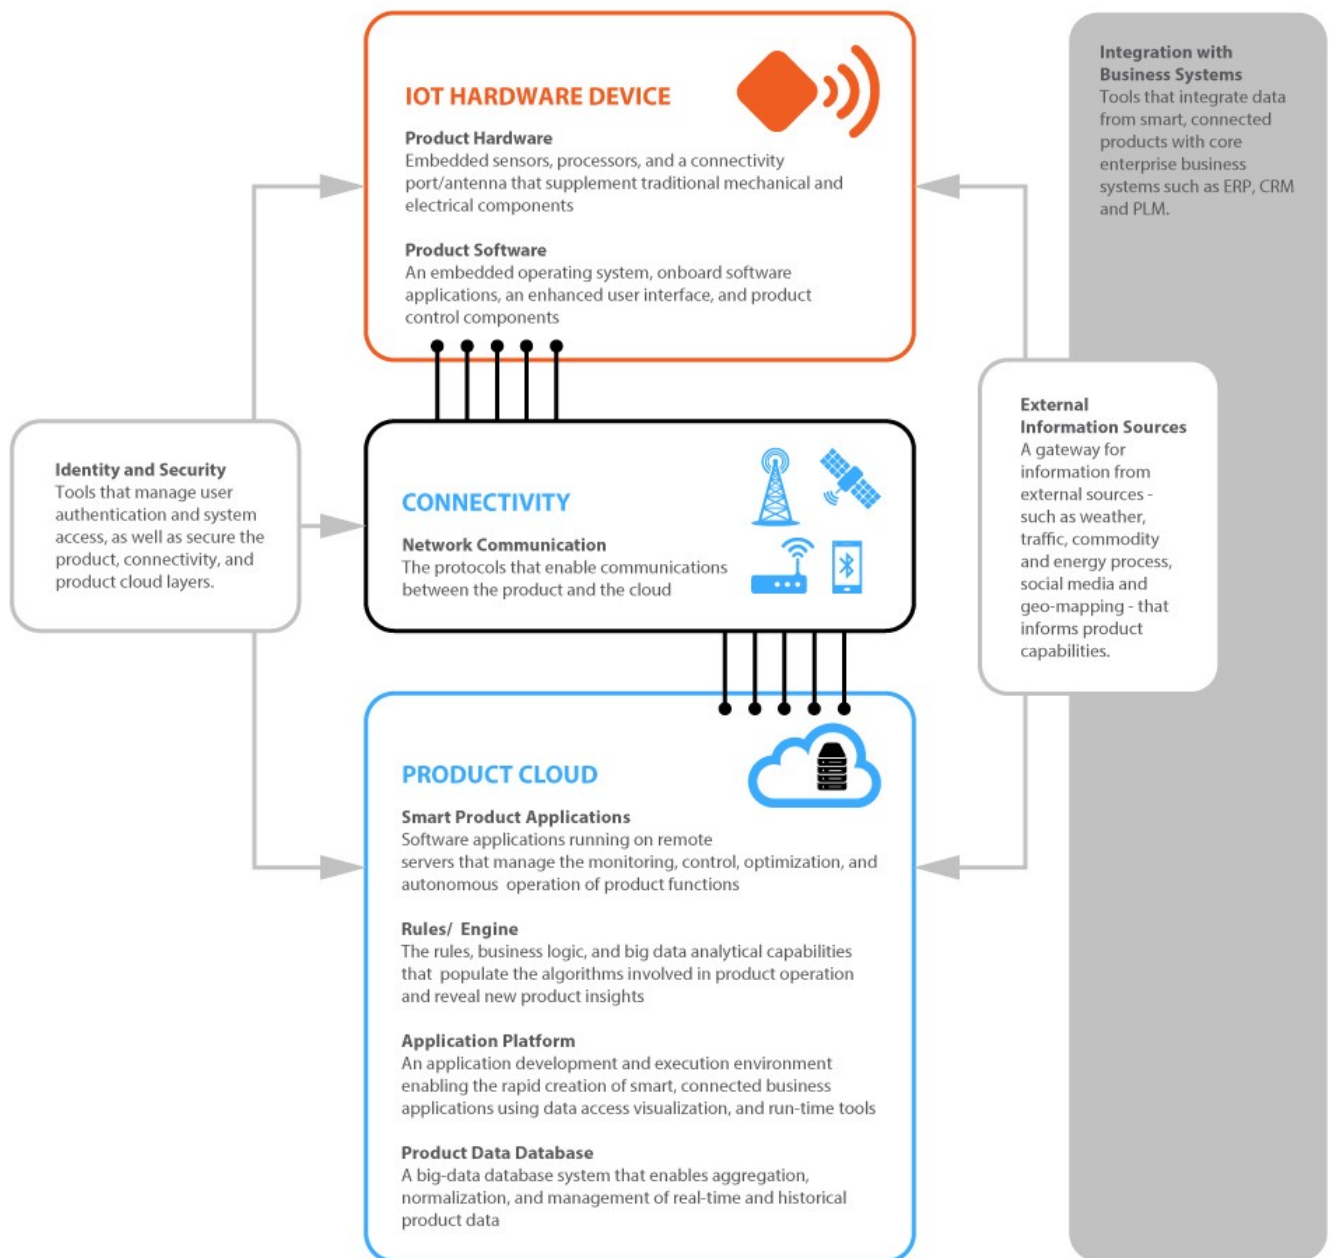 IOT HARDWARE DEVICE
Product Hardware
Embedded sensors, processors, and a connectivity
port/antenna that supplement traditional mechanical and
electrical components
Product Software
An embedded operating system, onboard software
applications, an enhanced user interface, and product
control components
Identity and Security
Tools that manage user
authentication and system
access, as well as secure the
product, connectivity, and
product cloud layers.
CONNECTIVITY
Network Communication
The protocols that enable communications
between the product and the cloud
PRODUCT CLOUD
Smart Product Applications
Software applications running on remote
servers that manage the monitoring, control, optimization, and
autonomous operation of product functions
Rules/ Engine
The rules, business logic, and big data analytical capabilities
that populate the algorithms involved in product operation
and reveal new product insights
Application Platform
An application development and execution environment
enabling the rapid creation of smart, connected business
applications using data access visualization, and run-time tools
Product Data Database
A big-data database system that enables aggregation,
normalization, and management of real-time and historical
product data
External
Information Sources
A gateway for
information from
external sources -
such as weather,
traffic, commodity
and energy process,
social media and
geo-mapping - that
informs product
capabilities.
Integration with
Business Systems
Tools that integrate data
from smart, connected
products with core
enterprise business
systems such as ERP, CRM
and PLM.